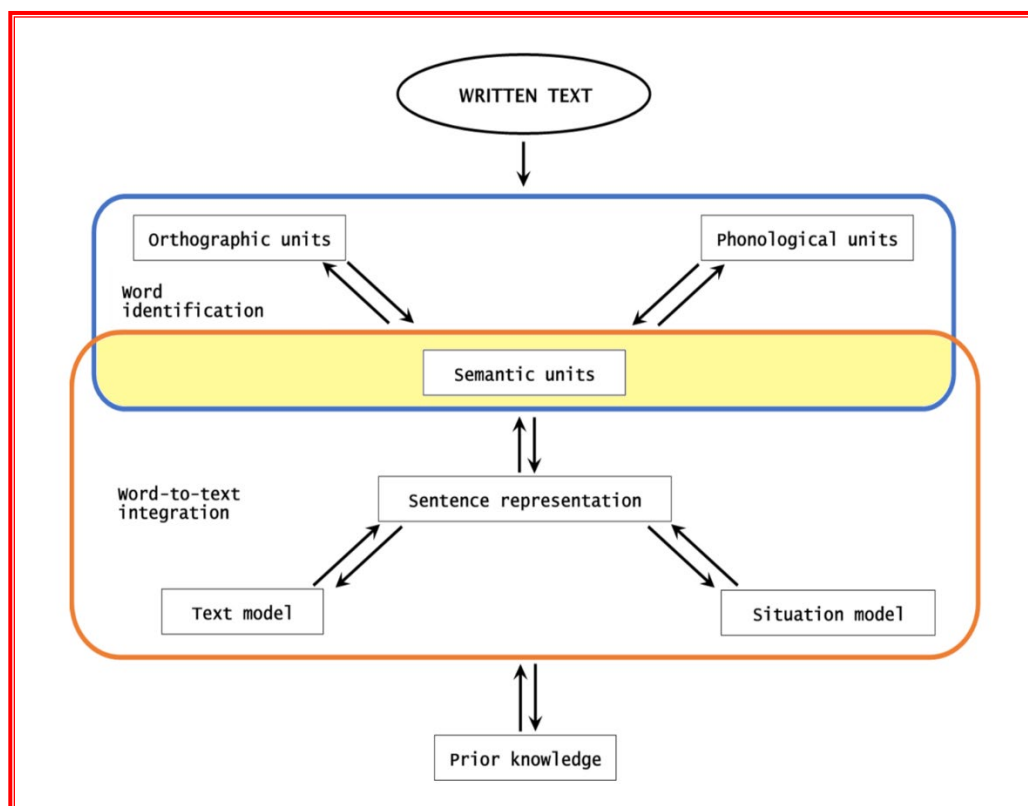 WRITTEN TEXT
Orthographic units
Phonological units
Word
identification
Semantic units
Word-to-text
integration
Sentence representation
Text model
Situation model
Prior knowledge